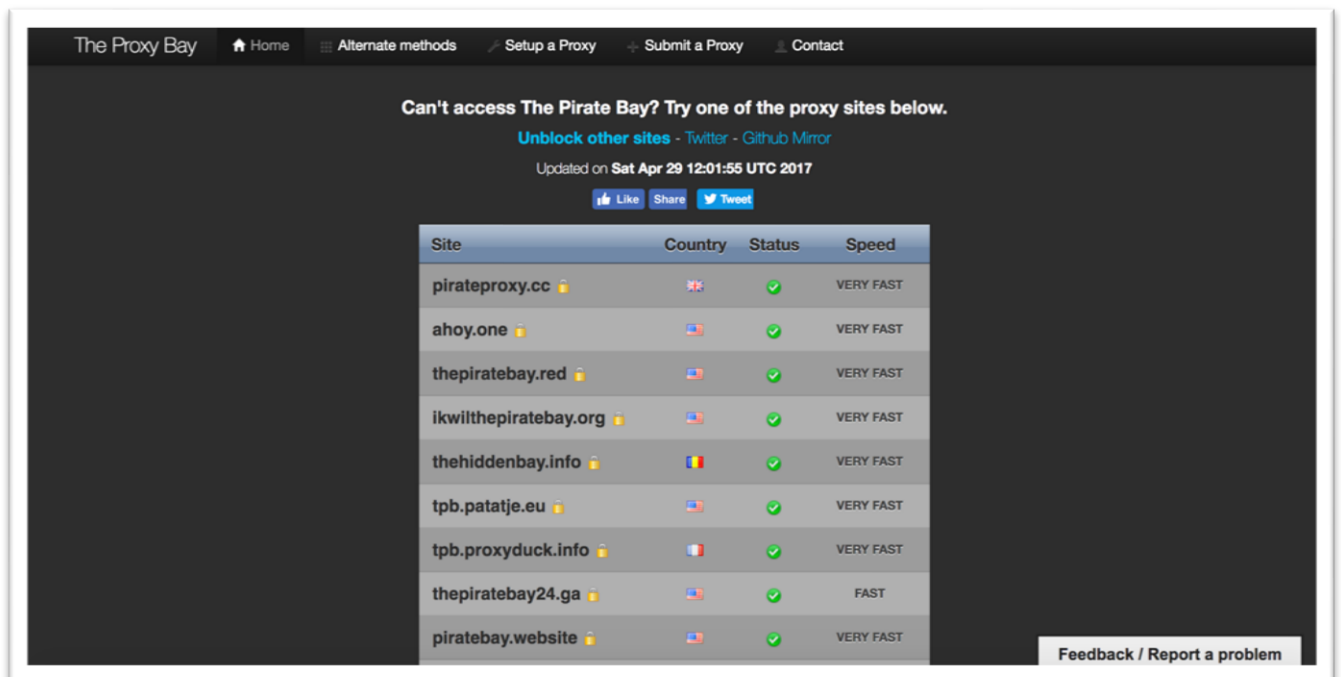 The Proxy Bay Home Alternate methods Setup a Proxy Submit a Proxy Contact
Can't access The Pirate Bay? Try one of the proxy sites below.
Unblock other sites - Twitter - Github Mirror
Updated on Sat Apr 29 12:01:55 UTC 2017
Like Share Tweet
Site Country Status Speed
pirateproxy.cc VERY FAST
ahoy.one VERY FAST
thepiratebay.red VERY FAST
ikwilthepiratebay.org VERY FAST
thehiddenbay.info VERY FAST
tpb.patatje.eu VERY FAST
tpb.proxyduck.info VERY FAST
thepiratebay24.ga FAST
piratebay.website VERY FAST
Feedback / Report a problem